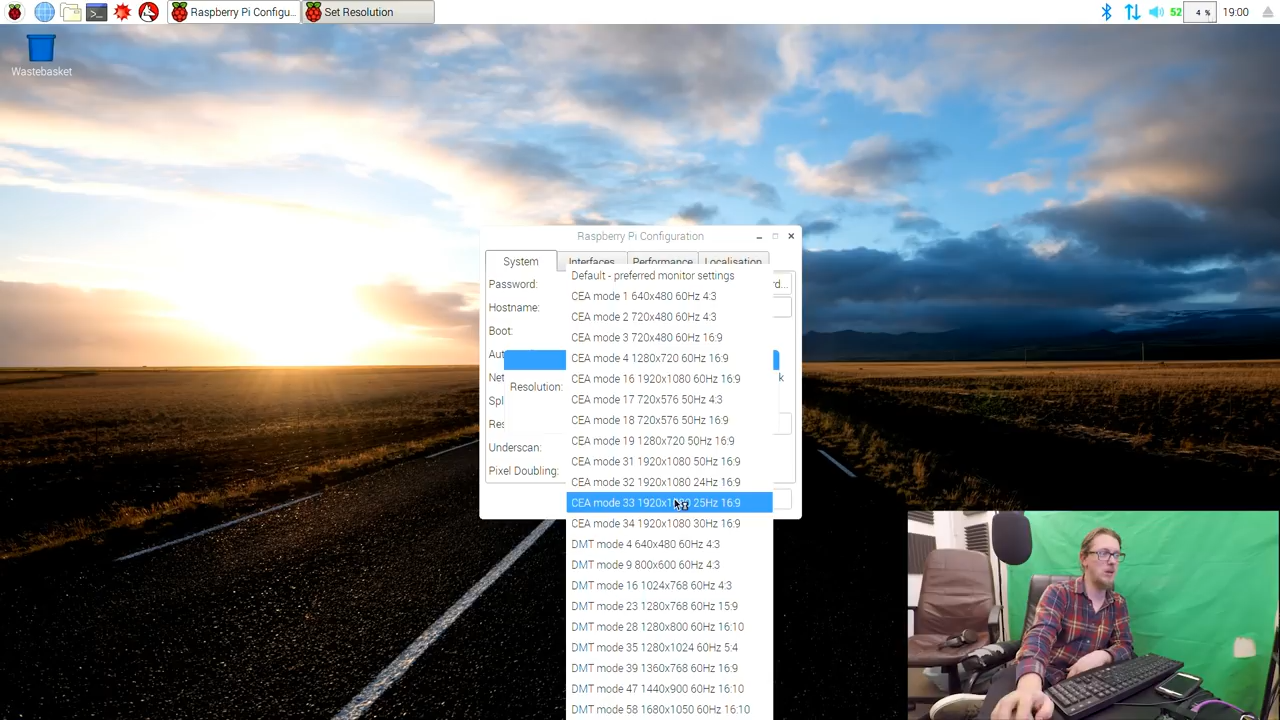 Raspberry Pi Configu...
Set Resolution
52
4 %
19:00
Wastebasket
Raspberry Pi Configuration
System
Interfaces
Performance
Localisation
Password:
rd...
Hostname:
Boot:
Aut
Net
k
Spl
Res
Underscan:
Pixel Doubling:
Resolution:
Default - preferred monitor settings
CEA mode 1 640x480 60Hz 4:3
CEA mode 2 720x480 60Hz 4:3
CEA mode 3 720x480 60Hz 16:9
CEA mode 4 1280x720 60Hz 16:9
CEA mode 16 1920x1080 60Hz 16:9
CEA mode 17 720x576 50Hz 4:3
CEA mode 18 720x576 50Hz 16:9
CEA mode 19 1280x720 50Hz 16:9
CEA mode 31 1920x1080 50Hz 16:9
CEA mode 32 1920x1080 24Hz 16:9
CEA mode 33 1920x1080 25Hz 16:9
CEA mode 34 1920x1080 30Hz 16:9
DMT mode 4 640x480 60Hz 4:3
DMT mode 9 800x600 60Hz 4:3
DMT mode 16 1024x768 60Hz 4:3
DMT mode 23 1280x768 60Hz 15:9
DMT mode 28 1280x800 60Hz 16:10
DMT mode 35 1280x1024 60Hz 5:4
DMT mode 39 1360x768 60Hz 16:9
DMT mode 47 1440x900 60Hz 16:10
DMT mode 58 1680x1050 60Hz 16:10